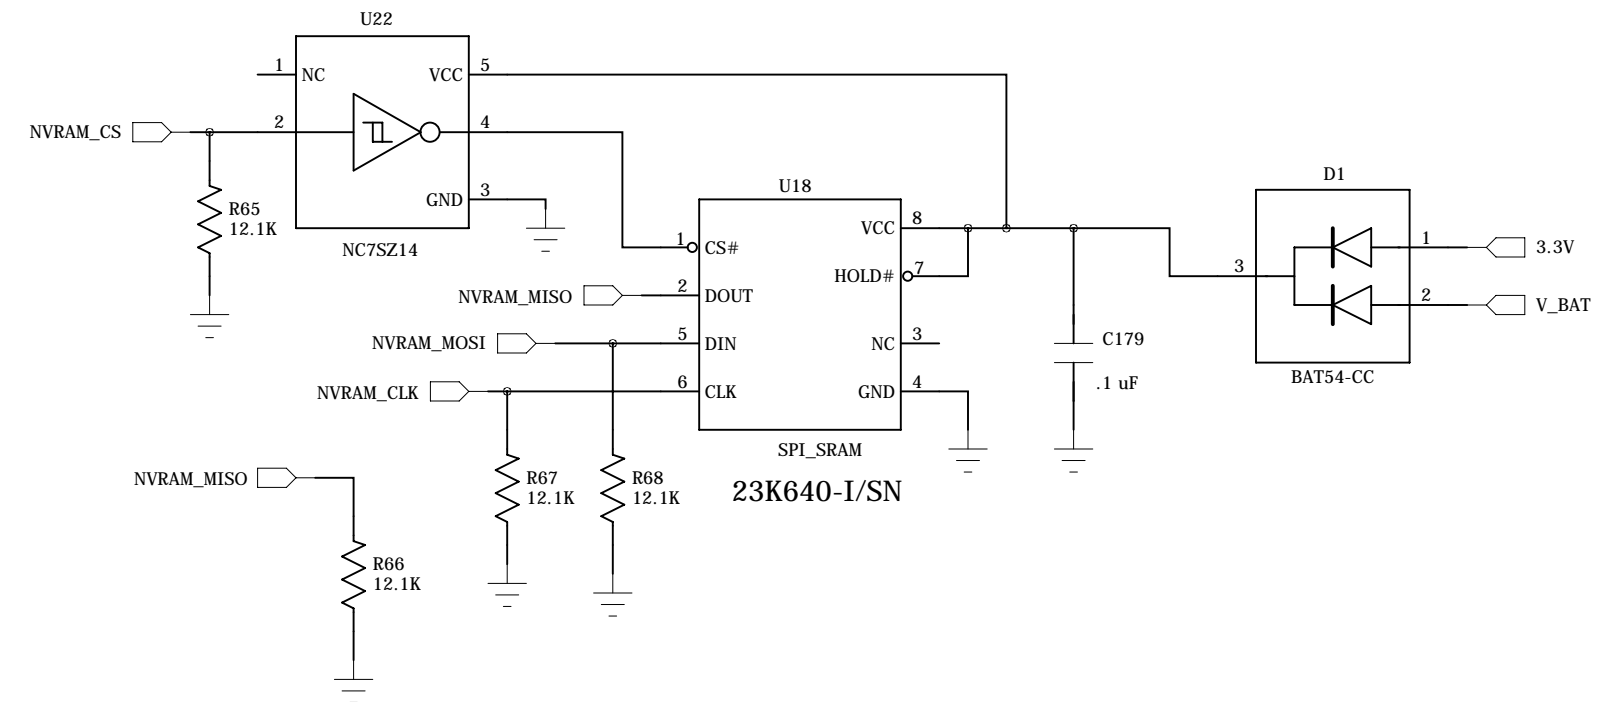 U22
1
NC
VCC
5
NVRAM_CS
2
4
GND
3
R65
12.1K
NC7SZ14
U18
VCC
8
1
CS#
HOLD#
7
NVRAM_MISO
2
DOUT
NVRAM_MOSI
5
DIN
NC
3
NVRAM_CLK
6
CLK
GND
4
SPI_SRAM
23K640-I/SN
C179
.1 uF
D1
1
3.3V
3
2
V_BAT
BAT54-CC
NVRAM_MISO
R67
12.1K
R68
12.1K
R66
12.1K